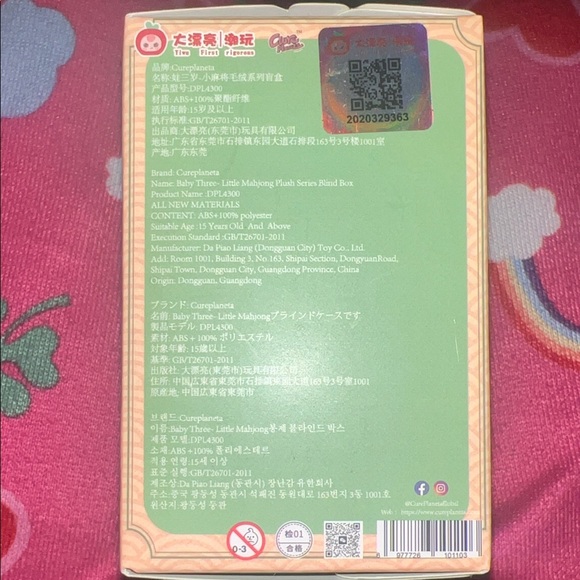 大漂亮|潮玩
Time First rigorous
Cure
2020329363
品牌:Cureplaneta
名称:娃三岁-小麻将毛绒系列盲盒
产品型号:DPL4300
材质: ABS+100%聚酯纤维
适用年龄:15岁及以上
执行标准:GB/T26701-2011
出品商:大漂亮(东莞市)玩具有限公司
地址:广东省东莞市石排镇东园大道石排段163号3号楼1001室
产地:广东东莞
Brand: Cureplaneta
Name: Baby Three- Little Mahjong Plush Series Blind Box
Product Name :DPL4300
ALL NEW MATERIALS
CONTENT: ABS+100% polyester
Suitable Age :15 Years Old And Above
Execution Standard :GB/T26701-2011
Manufacturer: Da Piao Liang (Dongguan City) Toy Co., Ltd.
Add: Room 1001, Building 3, No.163, Shipai Section, DongyuanRoad,
Shipai Town, Dongguan City, Guangdong Province, China
Origin: Dongguan, Guangdong
ブランド: Cureplaneta
名前: Baby Three- Little Mahjongブラインドケースです
製品モデル: DPL4300
素材: ABS + 100% ポリエステル
対象年齢: 15歳以上
基準: GB/T26701-2011
出版社: 大漂亮(東莞市)玩具有限公司
住所: 中国広東省東莞市石排镇東园大道石排段163号3号楼1001
原産地: 中国広東省東莞市
브랜드:Cureplaneta
이름:Baby Three- Little Mahjong봉제 블라인드 박스
제품 모델:DPL4300
소재:ABS +100% 폴리에스테르
적용 연령:15세 이상
표준 실행:GB/T26701-2011
제조업체:Da Piao Liang (동관시) 장난감 유한회사
주소:중국 광둥성 동관시 석패진 동원대로 163번지 3동 1001호
원산지:광둥성 동관
0-3
检01
合格
6 977726 101103